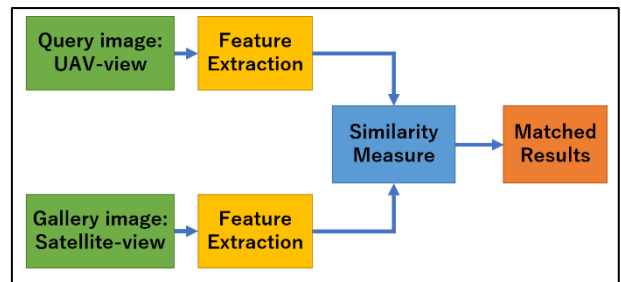 Query image:
UAV-view
Feature
Extraction
Similarity
Measure
Matched
Results
Gallery image:
Satellite-view
Feature
Extraction